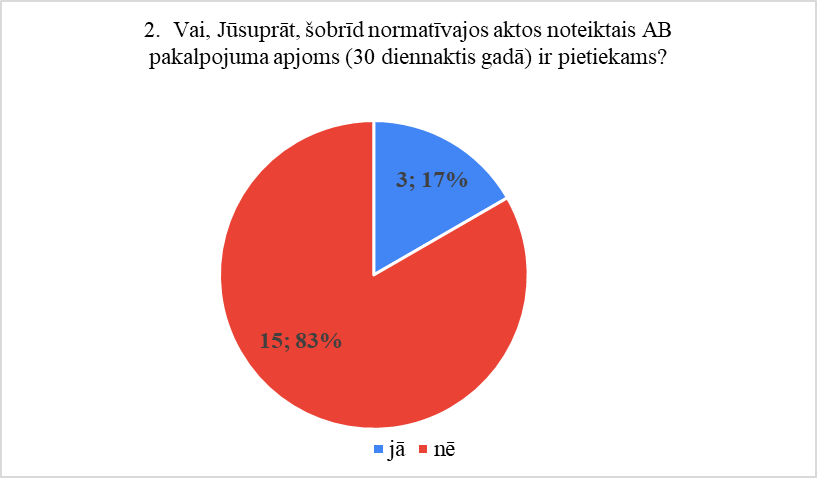 2. Vai, Jūsuprāt, šobrīd normatīvajos aktos noteiktais AB
pakalpojuma apjoms (30 diennaktis gadā) ir pietiekams?
3; 17%
15; 83%
jā nē